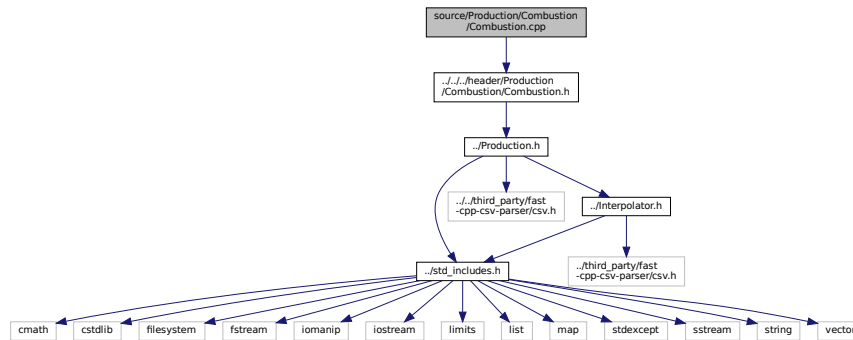 source/Production/Combustion
/Combustion.cpp
../../../header/Production
/Combustion/Combustion.h
../Production.h
../../third_party/fast
-cpp-csv-parser/csv.h
../Interpolator.h
../std_includes.h
../third_party/fast
-cpp-csv-parser/csv.h
cmath
cstdlib
filesystem
fstream
iomanip
iostream
limits
list
map
stdexcept
sstream
string
vector